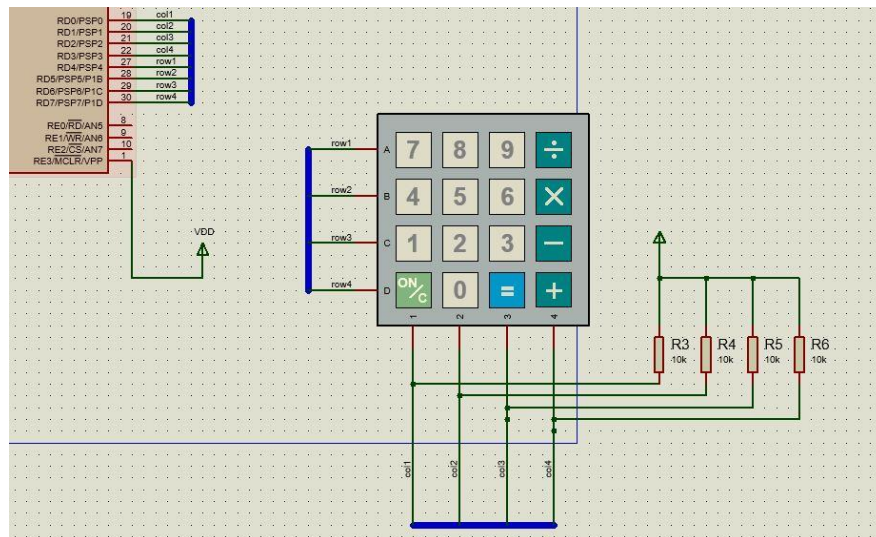 RD0/PSP0 19 col1
RD1/PSP1 20 col2
RD2/PSP2 21 col3
RD3/PSP3 22 col4
RD4/PSP4 27 row1
RD5/PSP5/P1B 28 row2
RD6/PSP6/P1C 29 row3
RD7/PSP7/P1D 30 row4
RE0/RD/AN5 8
RE1/WR/AN6 9
RE2/CS/AN7 10
RE3/MCLR/VPP 1
VDD
row1 A 7 8 9 ÷
row2 B 4 5 6 ×
row3 C 1 2 3 −
row4 D ON/C 0 = +
1 2 3 4
R3 R4 R5 R6
10k 10k 10k 10k
col1 col2 col3 col4